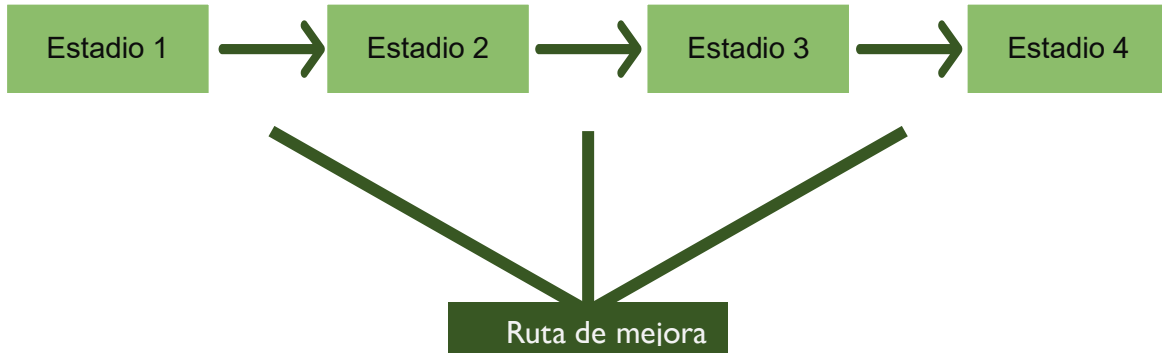 Estadio 1
Estadio 2
Estadio 3
Estadio 4
Ruta de mejora